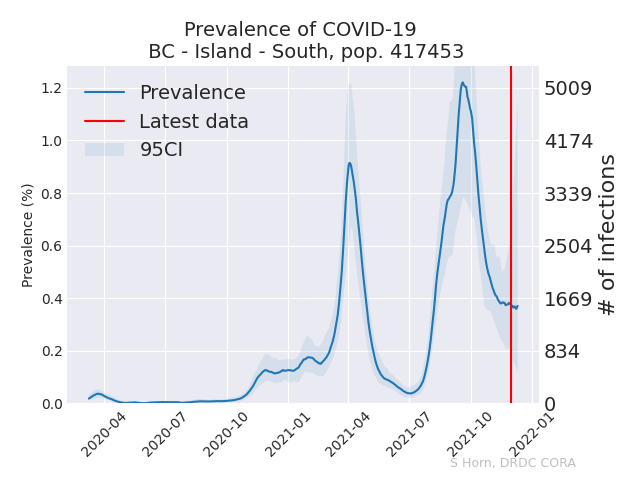 Prevalence of COVID-19
BC - Island - South, pop. 417453
Prevalence
Latest data
95CI
Prevalence (%)
1.2
1.0
0.8
0.6
0.4
0.2
0.0
5009
4174
3339
2504
1669
834
0
# of infections
2020-04
2020-07
2020-10
2021-01
2021-04
2021-07
2021-10
2022-01
S Horn, DRDC CORA